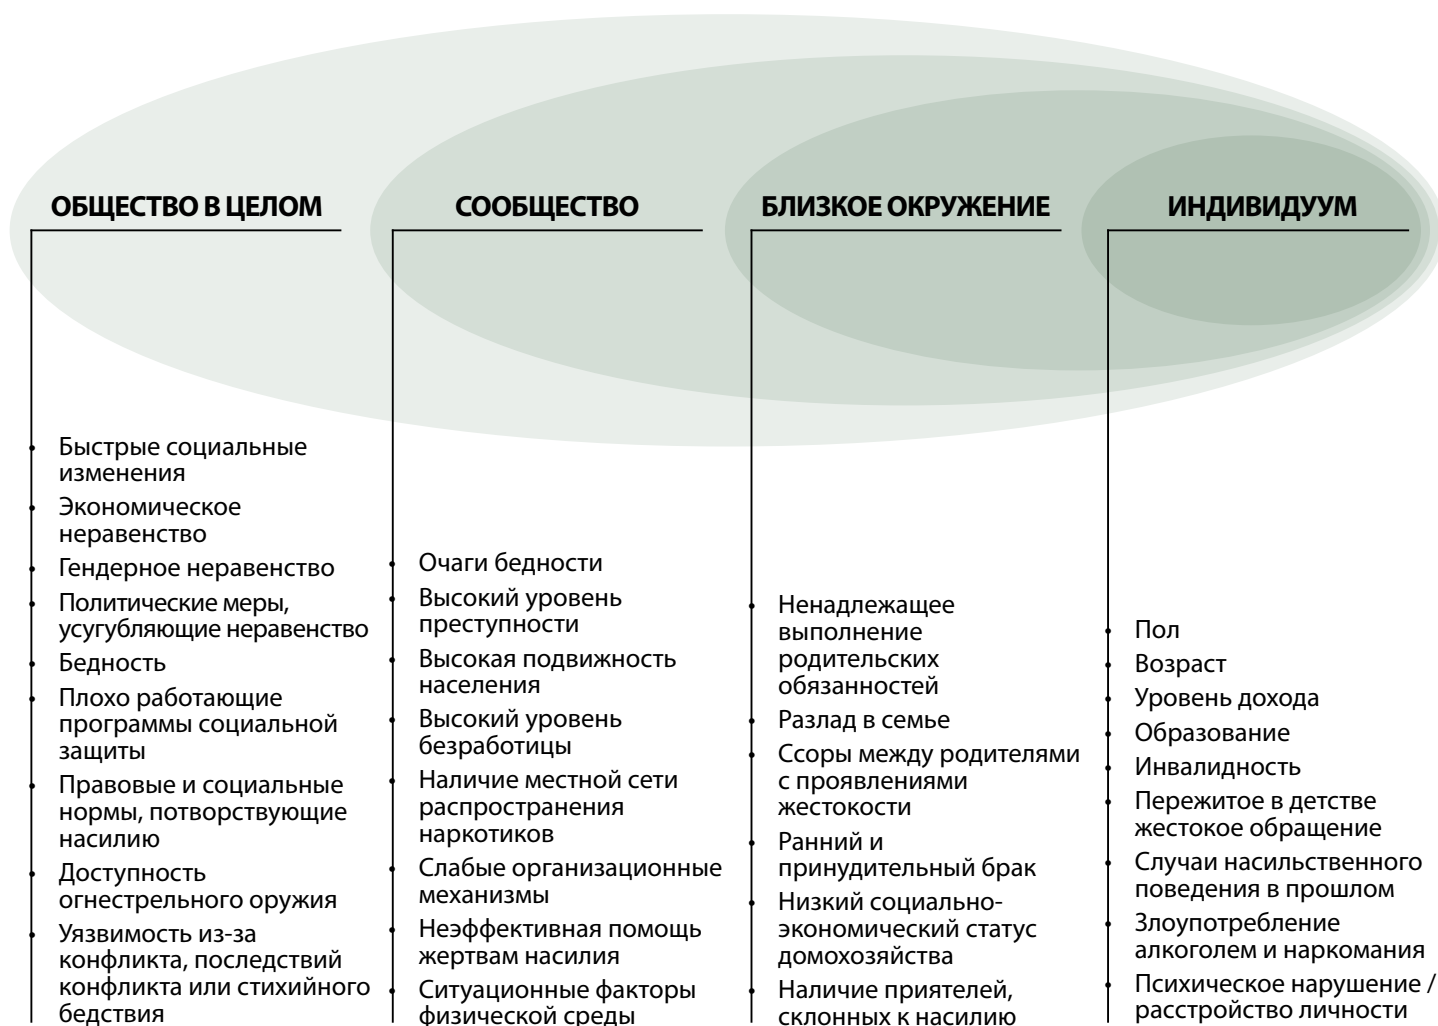 ОБЩЕСТВО В ЦЕЛОМ
• Быстрые социальные
изменения
• Экономическое
неравенство
• Гендерное неравенство
• Политические меры,
усугубляющие неравенство
• Бедность
• Плохо работающие
программы социальной
защиты
• Правовые и социальные
нормы, потворствующие
насилию
• Доступность
огнестрельного оружия
• Уязвимость из-за
конфликта, последствий
конфликта или стихийного
бедствия
СООБЩЕСТВО
• Очаги бедности
• Высокий уровень
преступности
• Высокая подвижность
населения
• Высокий уровень
безработицы
• Наличие местной сети
распространения
наркотиков
• Слабые организационные
механизмы
• Неэффективная помощь
жертвам насилия
• Ситуационные факторы
физической среды
БЛИЗКОЕ ОКРУЖЕНИЕ
• Ненадлежащее
выполнение
родительских
обязанностей
• Разлад в семье
• Ссоры между родителями
с проявлениями
жестокости
• Ранний и
принудительный брак
• Низкий социально-
экономический статус
домохозяйства
• Наличие приятелей,
склонных к насилию
ИНДИВИДУУМ
• Пол
• Возраст
• Уровень дохода
• Образование
• Инвалидность
• Пережитое в детстве
жестокое обращение
• Случаи насильственного
поведения в прошлом
• Злоупотребление
алкоголем и наркомания
• Психическое нарушение /
расстройство личности